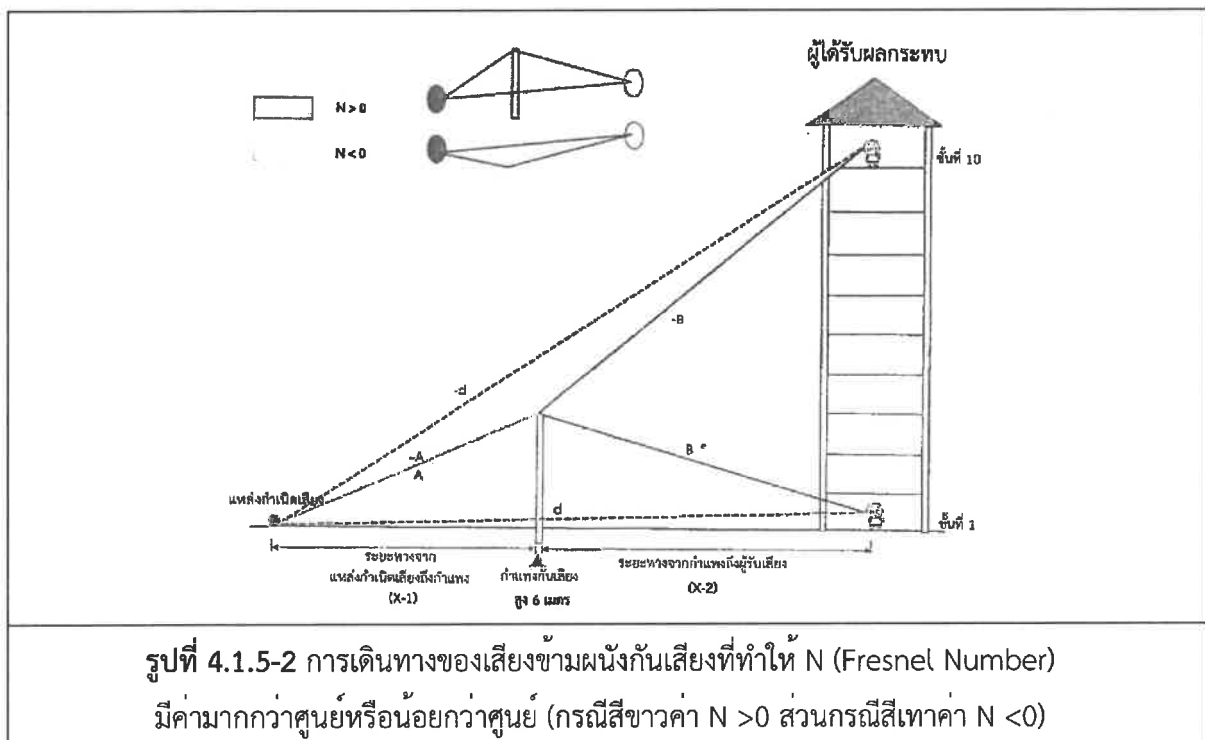 ผู้ได้รับผลกระทบ
N>0
N<0
ชั้นที่ 10
-B
-d
-A
A
B
แหล่งกำเนิดเสียง
d
ชั้นที่ 1
ระยะทางจาก
แหล่งกำเนิดเสียงถึงกำแพง
(X-1)
กำแพงกันเสียง
สูง 6 เมตร
ระยะทางจากกำแพงถึงผู้รับเสียง
(X-2)
รูปที่ 4.1.5-2 การเดินทางของเสียงข้ามผนังกันเสียงที่ทำให้ N (Fresnel Number)
มีค่ามากกว่าศูนย์หรือน้อยกว่าศูนย์ (กรณีสีขาวค่า N >0 ส่วนกรณีสีเทาค่า N <0)